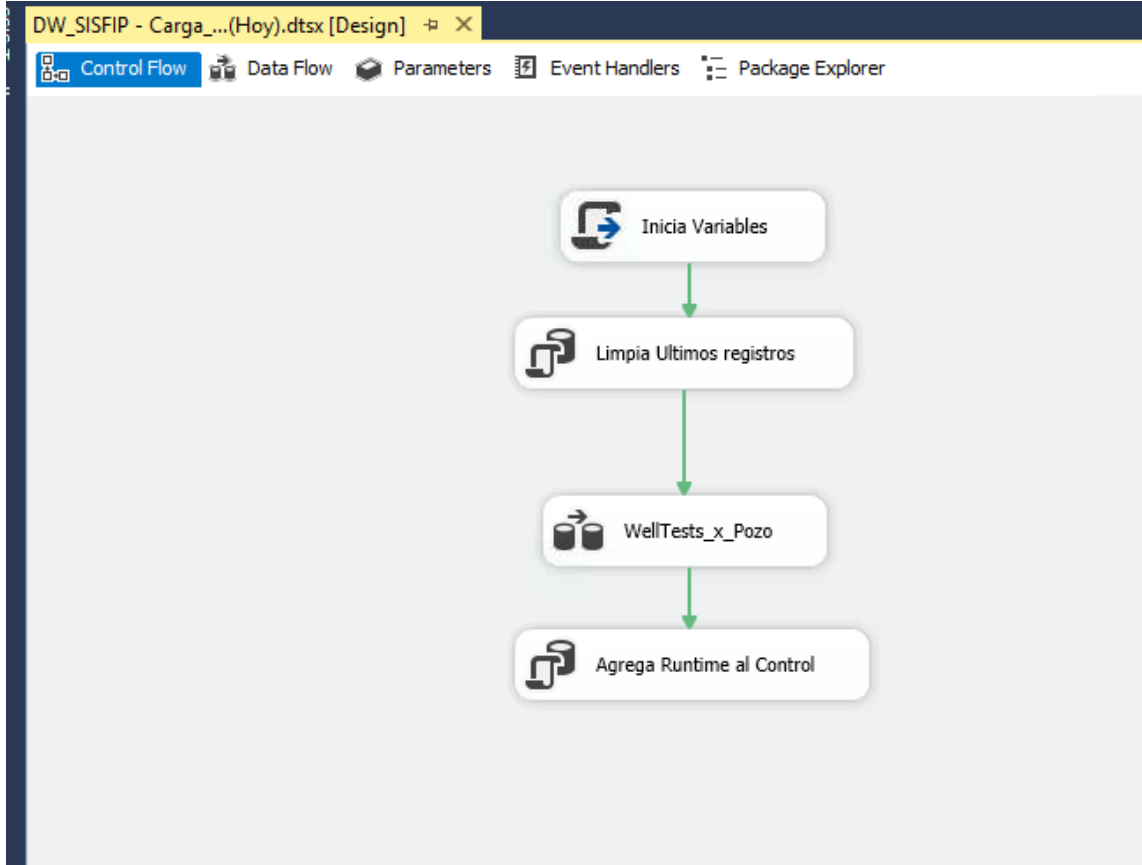 DW_SISFIP - Carga_...(Hoy).dtsx [Design]
Control Flow Data Flow Parameters Event Handlers Package Explorer
Inicia Variables
Limpia Ultimos registros
WellTests_x_Pozo
Agrega Runtime al Control